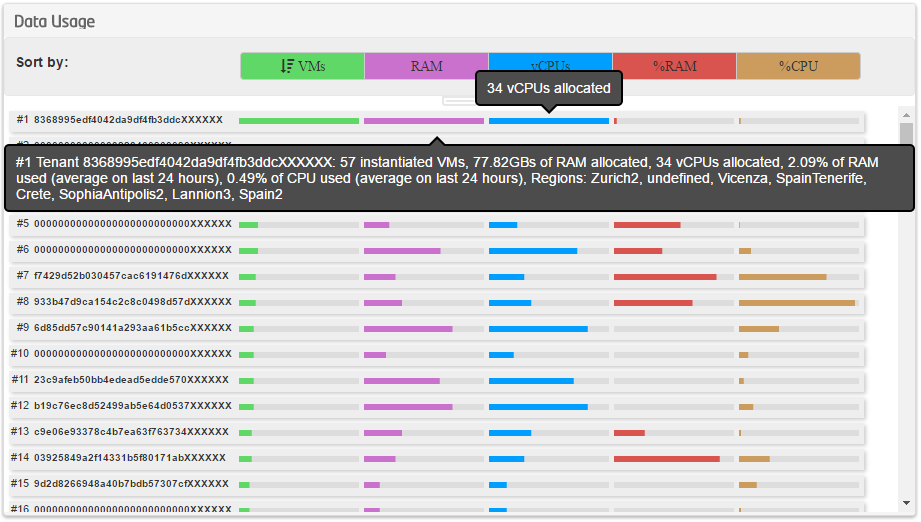 Data Usage
Sort by:
VMs
RAM
vCPUs
%RAM
%CPU
34 vCPUs allocated
#1 8368995edf4042da9df4fb3ddcXXXXXX
#1 Tenant 8368995edf4042da9df4fb3ddcXXXXXX: 57 instantiated VMs, 77.82GBs of RAM allocated, 34 vCPUs allocated, 2.09% of RAM
used (average on last 24 hours), 0.49% of CPU used (average on last 24 hours), Regions: Zurich2, undefined, Vicenza, SpainTenerife,
Crete, SophiaAntipolis2, Lannion3, Spain2
#5 00000000000000000000000000XXXXXX
#6 00000000000000000000000000XXXXXX
#7 f7429d52b030457cac6191476dXXXXXX
#8 933b47d9ca154c2c8c0498d57dXXXXXX
#9 6d85dd57c90141a293aa61b5ccXXXXXX
#10 00000000000000000000000000XXXXXX
#11 23c9afeb50bb4edead5edde570XXXXXX
#12 b19c76ec8d52499ab5e64d0537XXXXXX
#13 c9e06e93378c4b7ea63f763734XXXXXX
#14 03925849a2f14331b5f80171abXXXXXX
#15 9d2d8266948a40b7bdb57307cfXXXXXX
#16 00000000000000000000000000XXXXXX